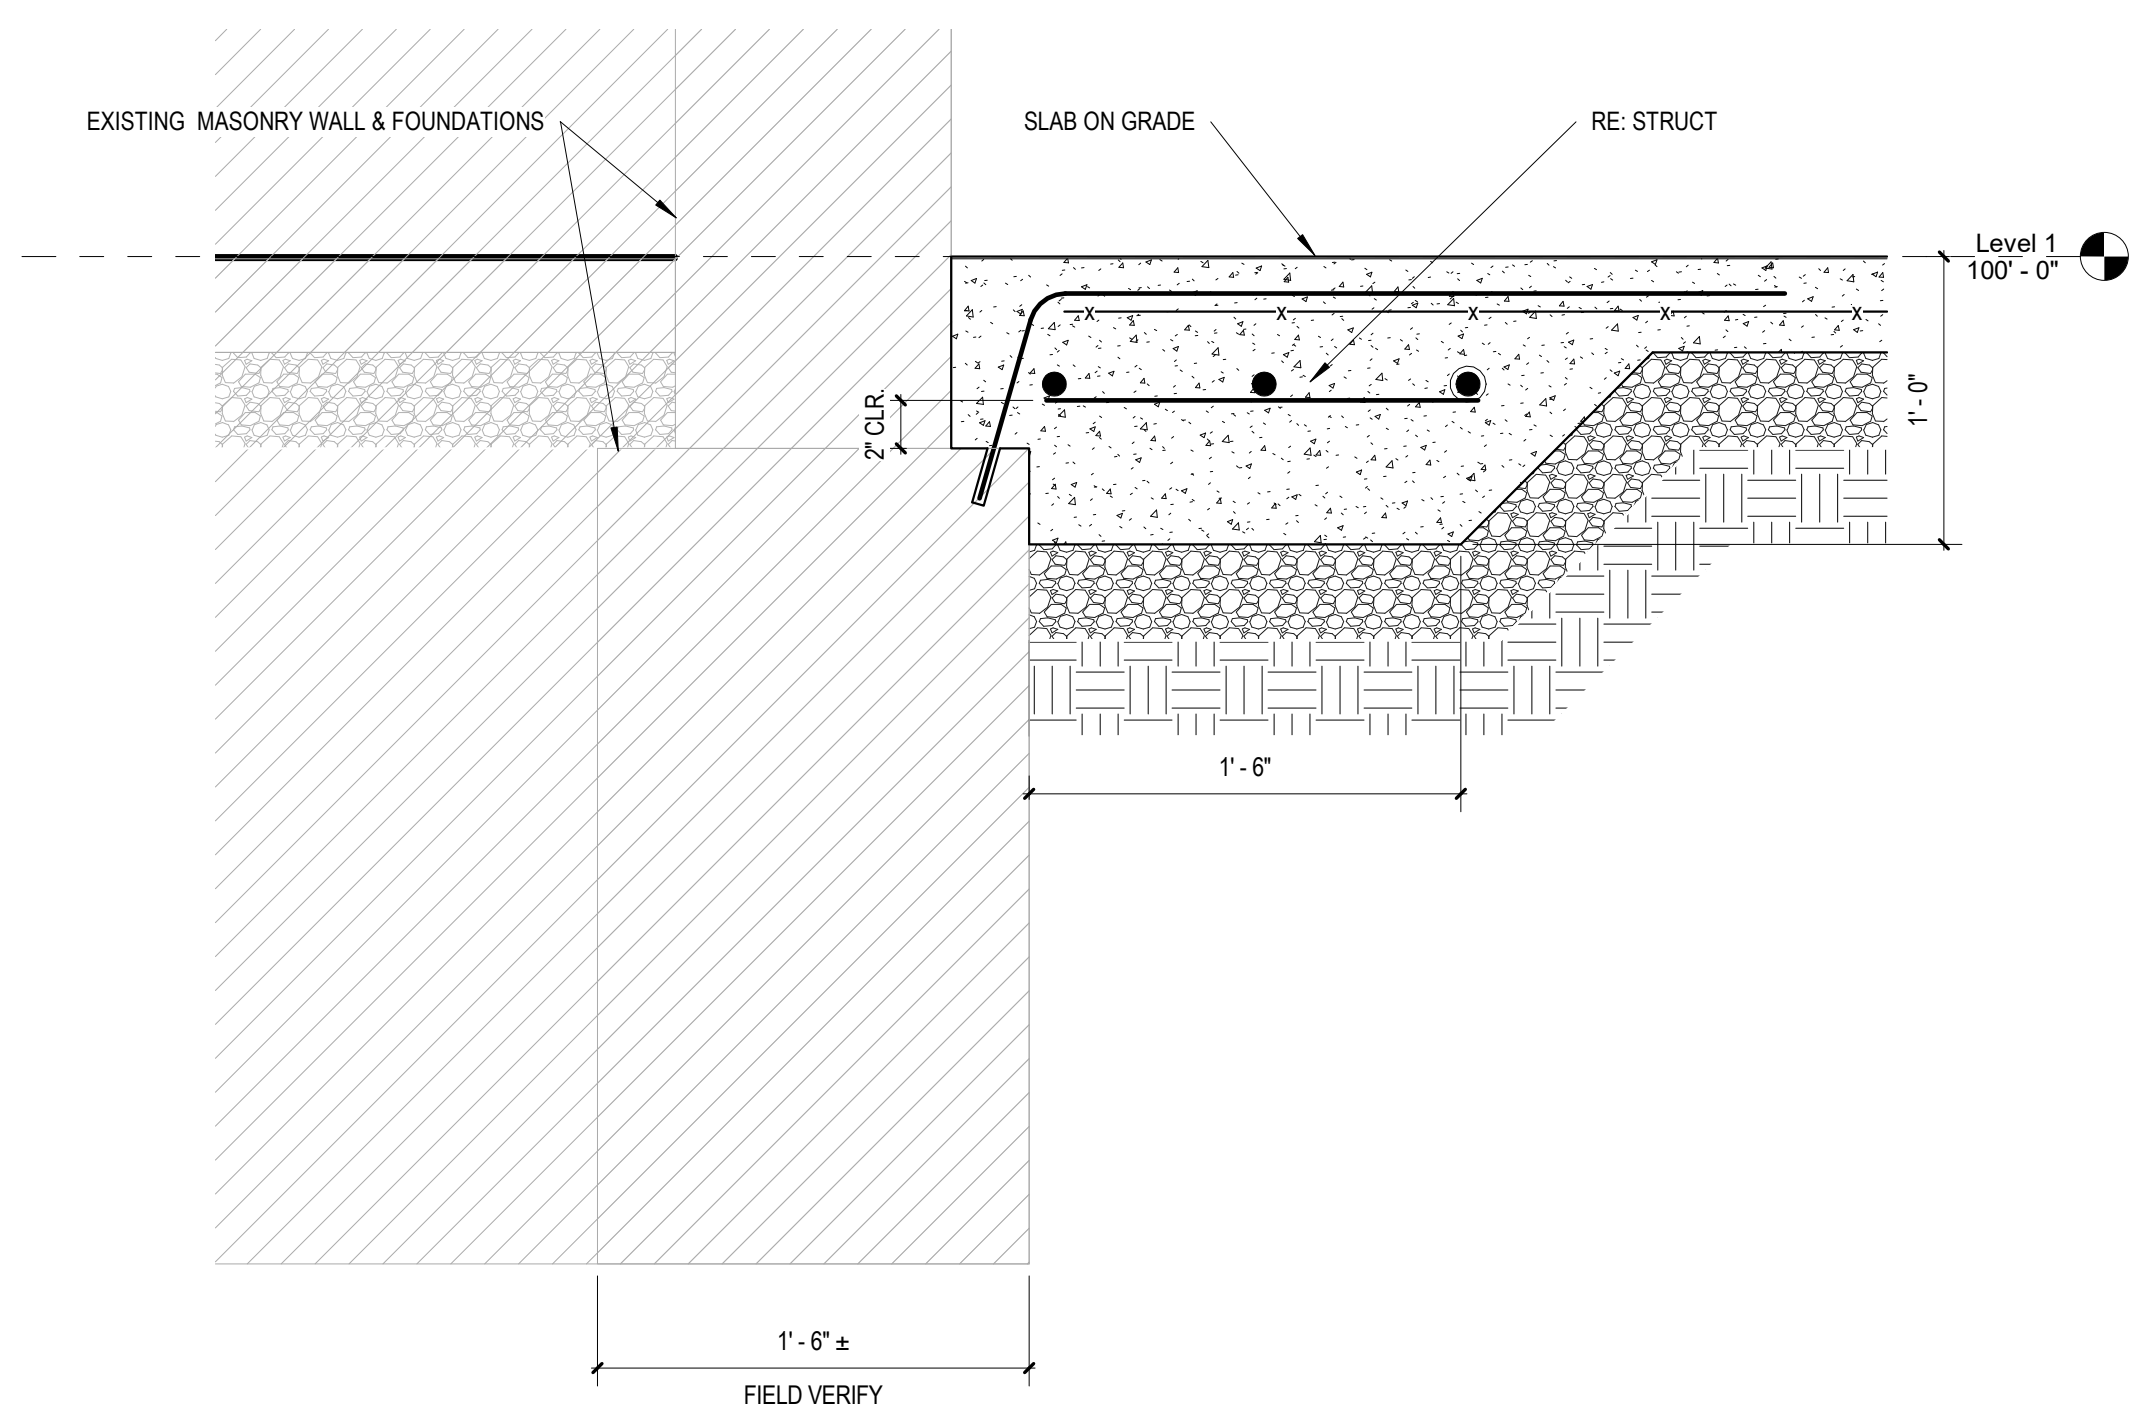 EXISTING  MASONRY WALL & FOUNDATIONS
SLAB ON GRADE
RE: STRUCT
Level 1
100' - 0"
X X X X X
2" CLR.
1' - 0"
1' - 6"
1' - 6" ±
FIELD VERIFY